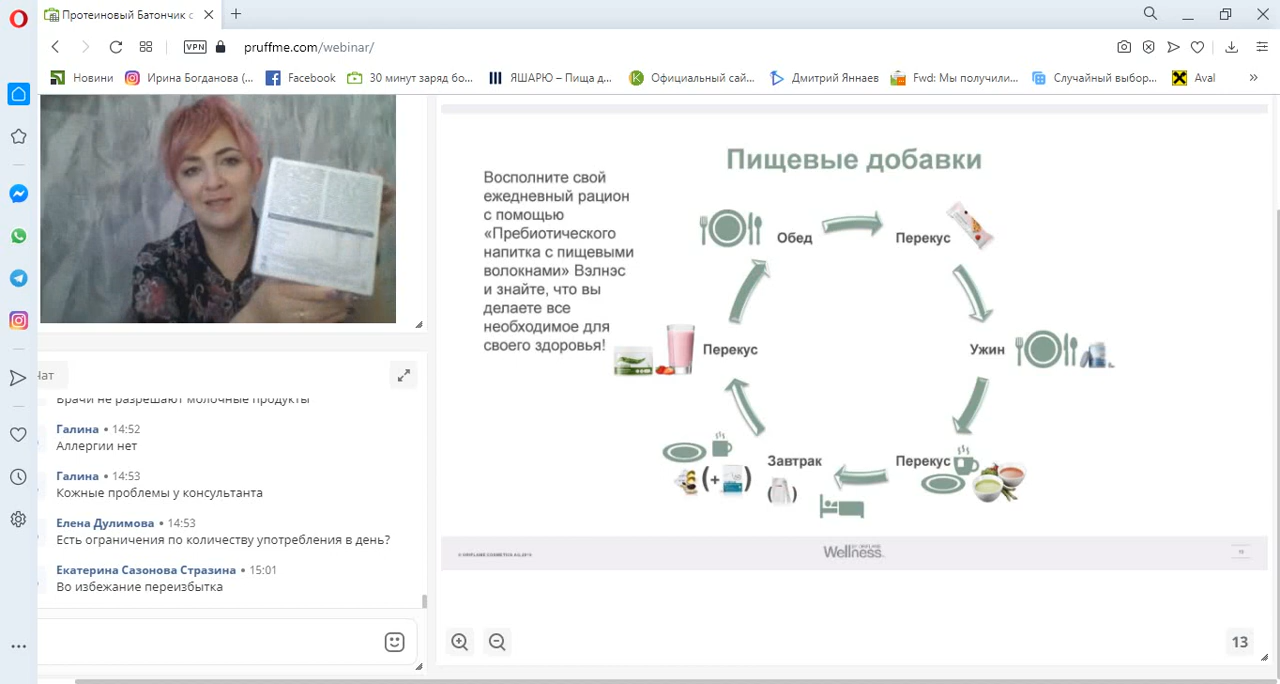 Протеиновый Батончик с
VPN
pruffme.com/webinar/
Новини
Ирина Богданова (...
Facebook
30 минут заряд бо...
ЯШАРЮ – Пища д...
Официальный сай...
Дмитрий Яннаев
Fwd: Мы получили...
Случайный выбор...
Aval
Чат
Врачи не разрешают молочные продукты
Галина • 14:52
Аллергии нет
Галина • 14:53
Кожные проблемы у консультанта
Елена Дулимова • 14:53
Есть ограничения по количеству употребления в день?
Екатерина Сазонова Стразина • 15:01
Во избежание переизбытка
Пищевые добавки
Восполните свой
ежедневный рацион
с помощью
«Пребиотического
напитка с пищевыми
волокнами» Вэлнэс
и знайте, что вы
делаете все
необходимое для
своего здоровья!
Обед
Перекус
Перекус
Ужин
Завтрак
Перекус
(+ )
Wellness
13